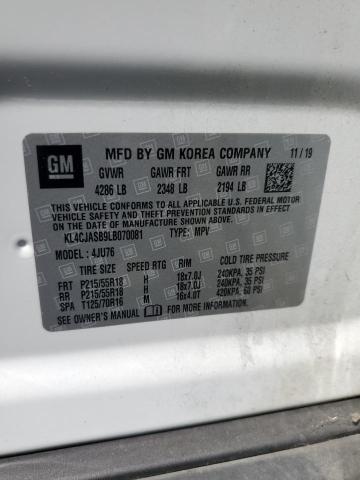 GM
MFD BY GM KOREA COMPANY 11/19
GVWR GAWR FRT GAWR RR
4286 LB 2348 LB 2194 LB
THIS VEHICLE CONFORMS TO ALL APPLICABLE U.S. FEDERAL MOTOR
VEHICLE SAFETY, BUMPER, AND THEFT PREVENTION STANDARDS IN
EFFECT ON THE DATE OF MANUFACTURE SHOWN ABOVE.
KL4CJASB9LB070081 TYPE: MPV
MODEL: 4JU76
TIRE SIZE SPEED RTG RIM COLD TIRE PRESSURE
FRT P215/55R18 H 18x7.0J 240KPA, 35 PSI
RR P215/55R18 H 18x7.0J 240KPA, 35 PSI
SPA T125/70R16 M 16x4.0T 420KPA, 60 PSI
SEE OWNER'S MANUAL FOR MORE INFORMATION.